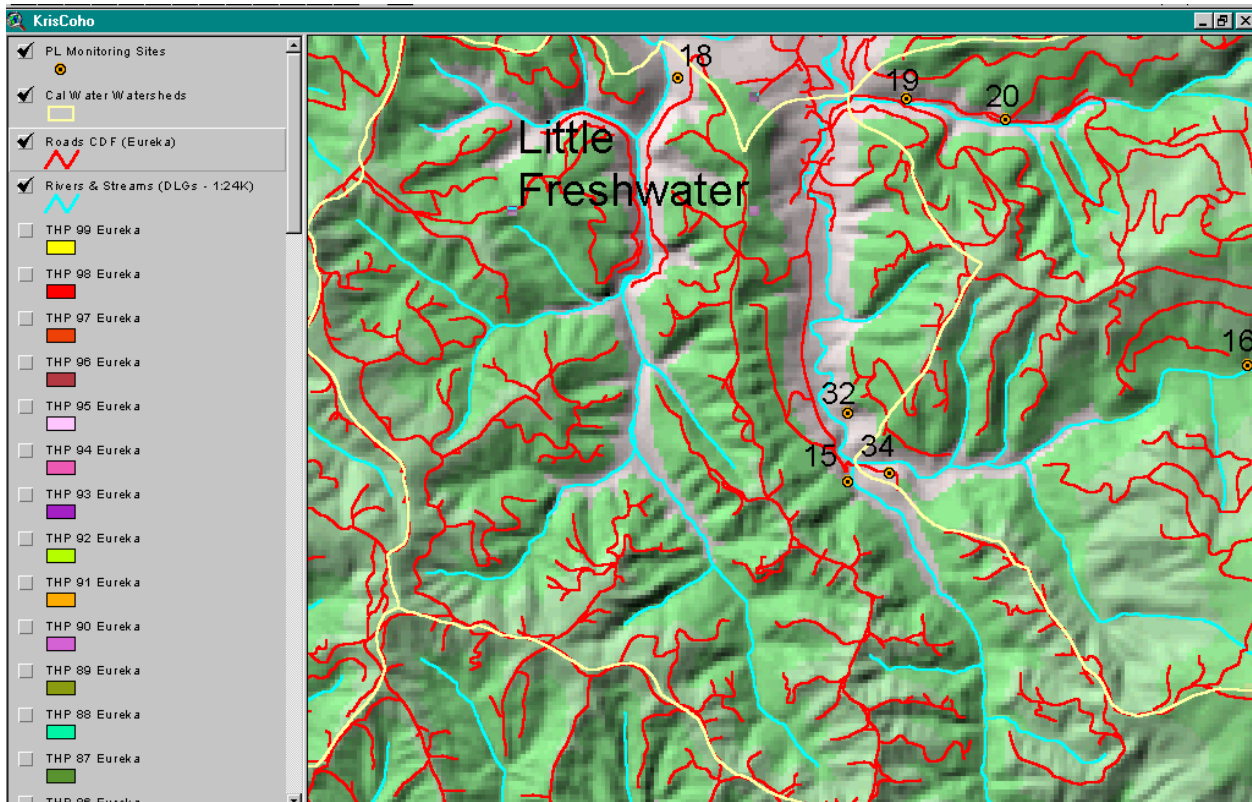 KrisCoho
PL Monitoring Sites
Cal Water Watersheds
Roads CDF (Eureka)
Rivers & Streams (DLGs - 1:24K)
THP 99 Eureka
THP 98 Eureka
THP 97 Eureka
THP 96 Eureka
THP 95 Eureka
THP 94 Eureka
THP 93 Eureka
THP 92 Eureka
THP 91 Eureka
THP 90 Eureka
THP 89 Eureka
THP 88 Eureka
THP 87 Eureka
THP 86 Eureka
18
19
20
Little
Freshwater
16
32
34
15